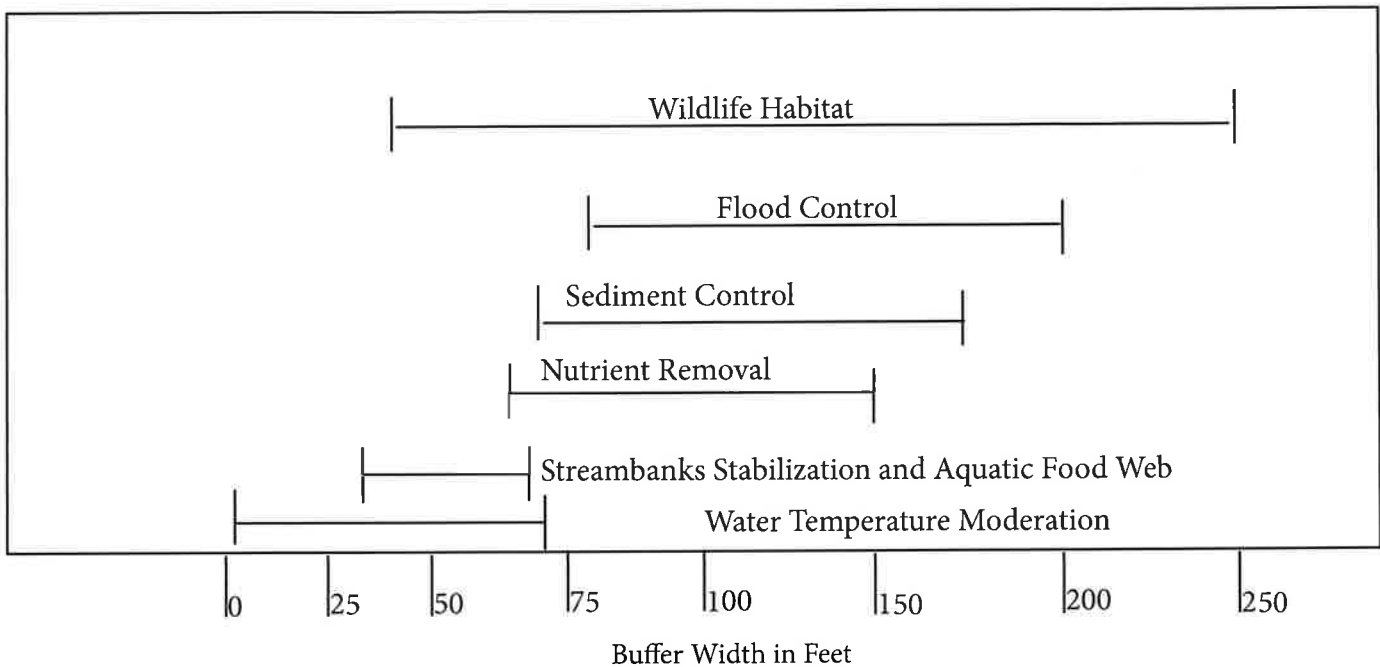 Wildlife Habitat
Flood Control
Sediment Control
Nutrient Removal
Streambanks Stabilization and Aquatic Food Web
Water Temperature Moderation
0 25 50 75 100 150 200 250
Buffer Width in Feet